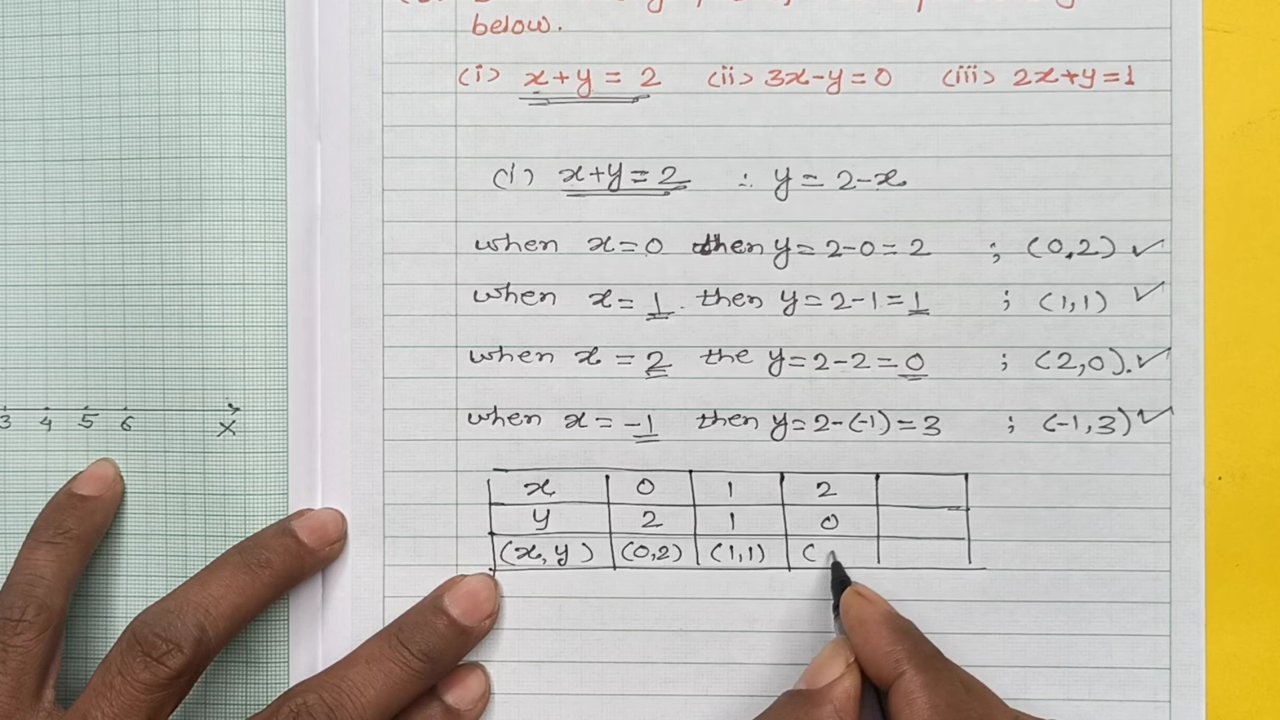 below.
(i) x+y = 2 (ii) 3x-y=0 (iii) 2x+y=1
(i) x+y=2 ∴ y = 2-x
when x=0 then y=2-0=2 ; (0,2) ✓
when x=1. then y=2-1=1 ; (1,1) ✓
when x=2 the y=2-2=0 ; (2,0). ✓
when x=-1 then y=2-(-1)=3 ; (-1,3) ✓
3 4 5 6 X
x 0 1 2
y 2 1 0
(x,y) (0,2) (1,1) (